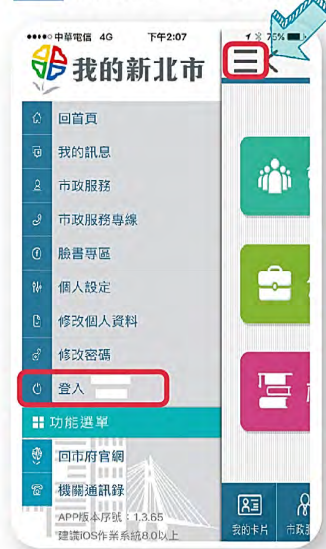 中華電信 4G 下午2:07 75%
我的新北市
回首頁
我的訊息
市政服務
市政服務專線
臉書專區
個人設定
修改個人資料
修改密碼
登入
功能選單
回市府官網
機關通訊錄
APP版本序號：1.3.65
建議iOS作業系統8.0以上
我的卡片